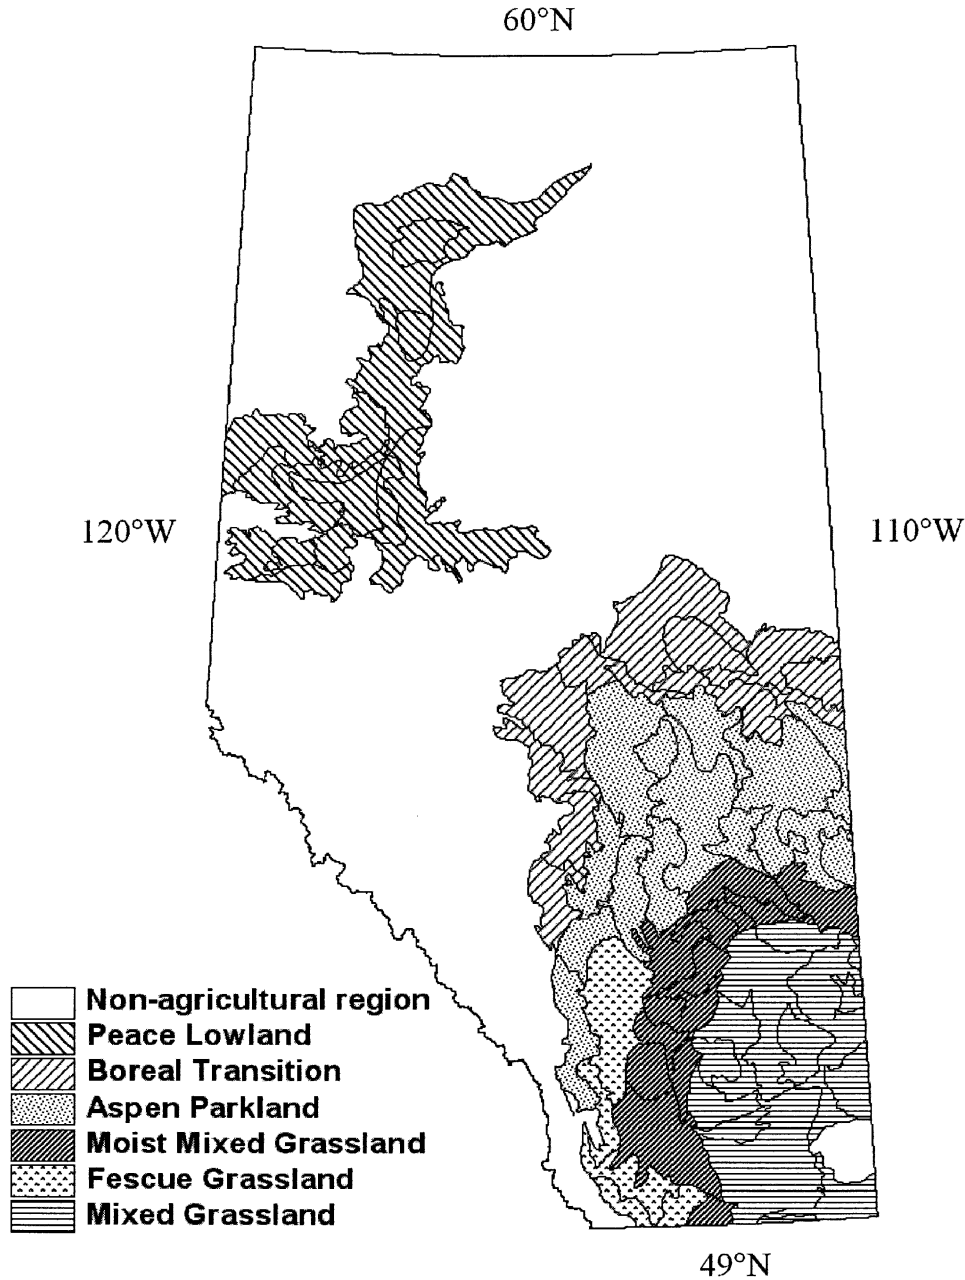 60°N
120°W
110°W
Non-agricultural region
Peace Lowland
Boreal Transition
Aspen Parkland
Moist Mixed Grassland
Fescue Grassland
Mixed Grassland
49°N